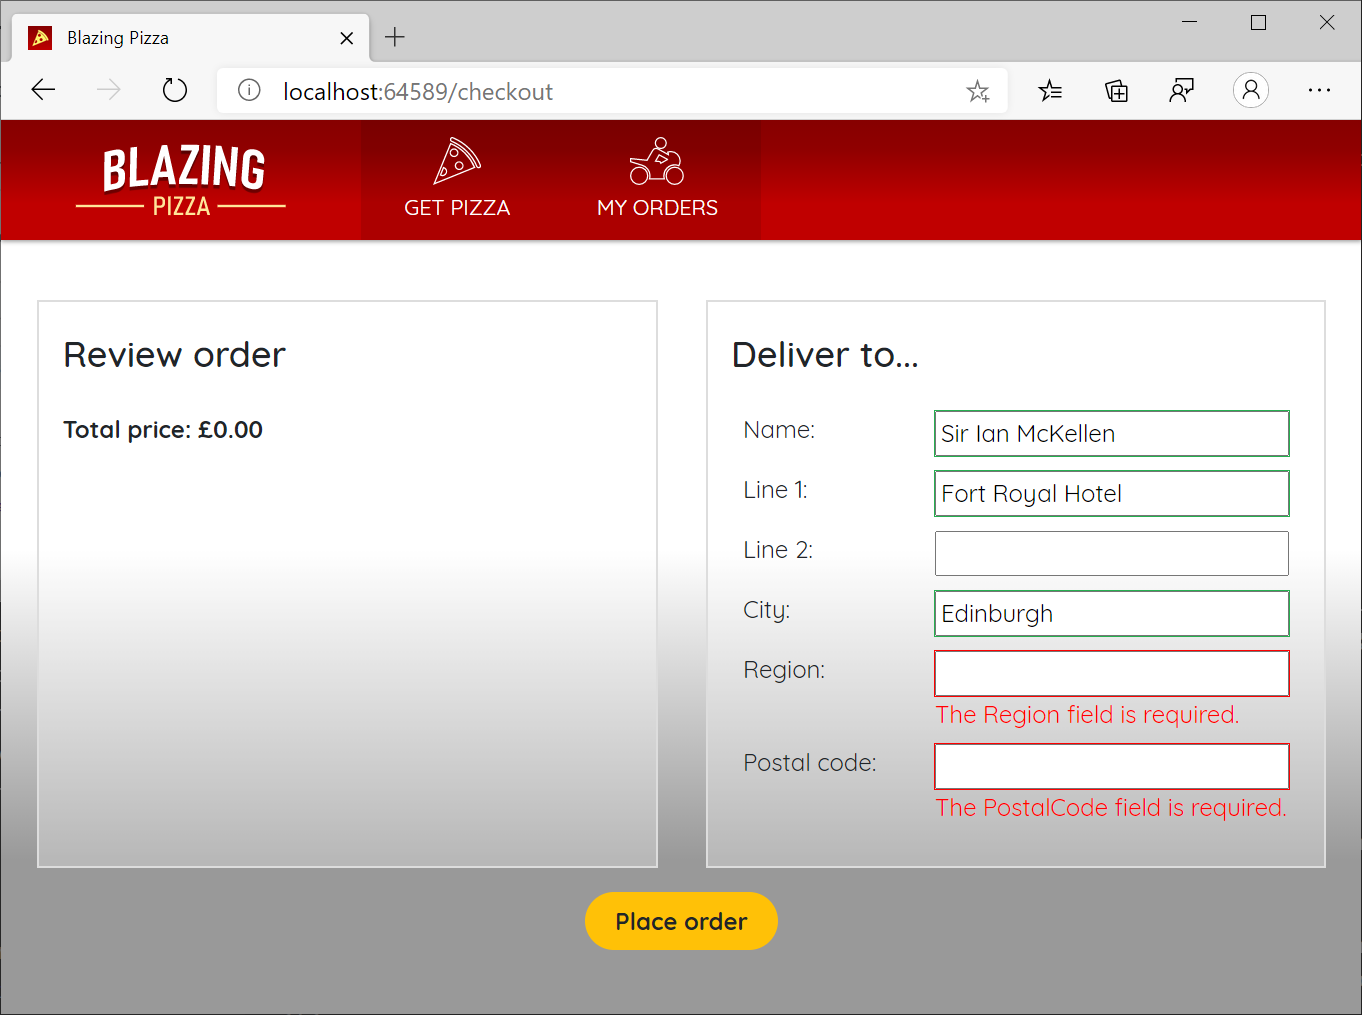 Blazing Pizza
localhost:64589/checkout
BLAZING
PIZZA
GET PIZZA
MY ORDERS
Review order
Total price: £0.00
Deliver to...
Name:
Sir Ian McKellen
Line 1:
Fort Royal Hotel
Line 2:
City:
Edinburgh
Region:
The Region field is required.
Postal code:
The PostalCode field is required.
Place order